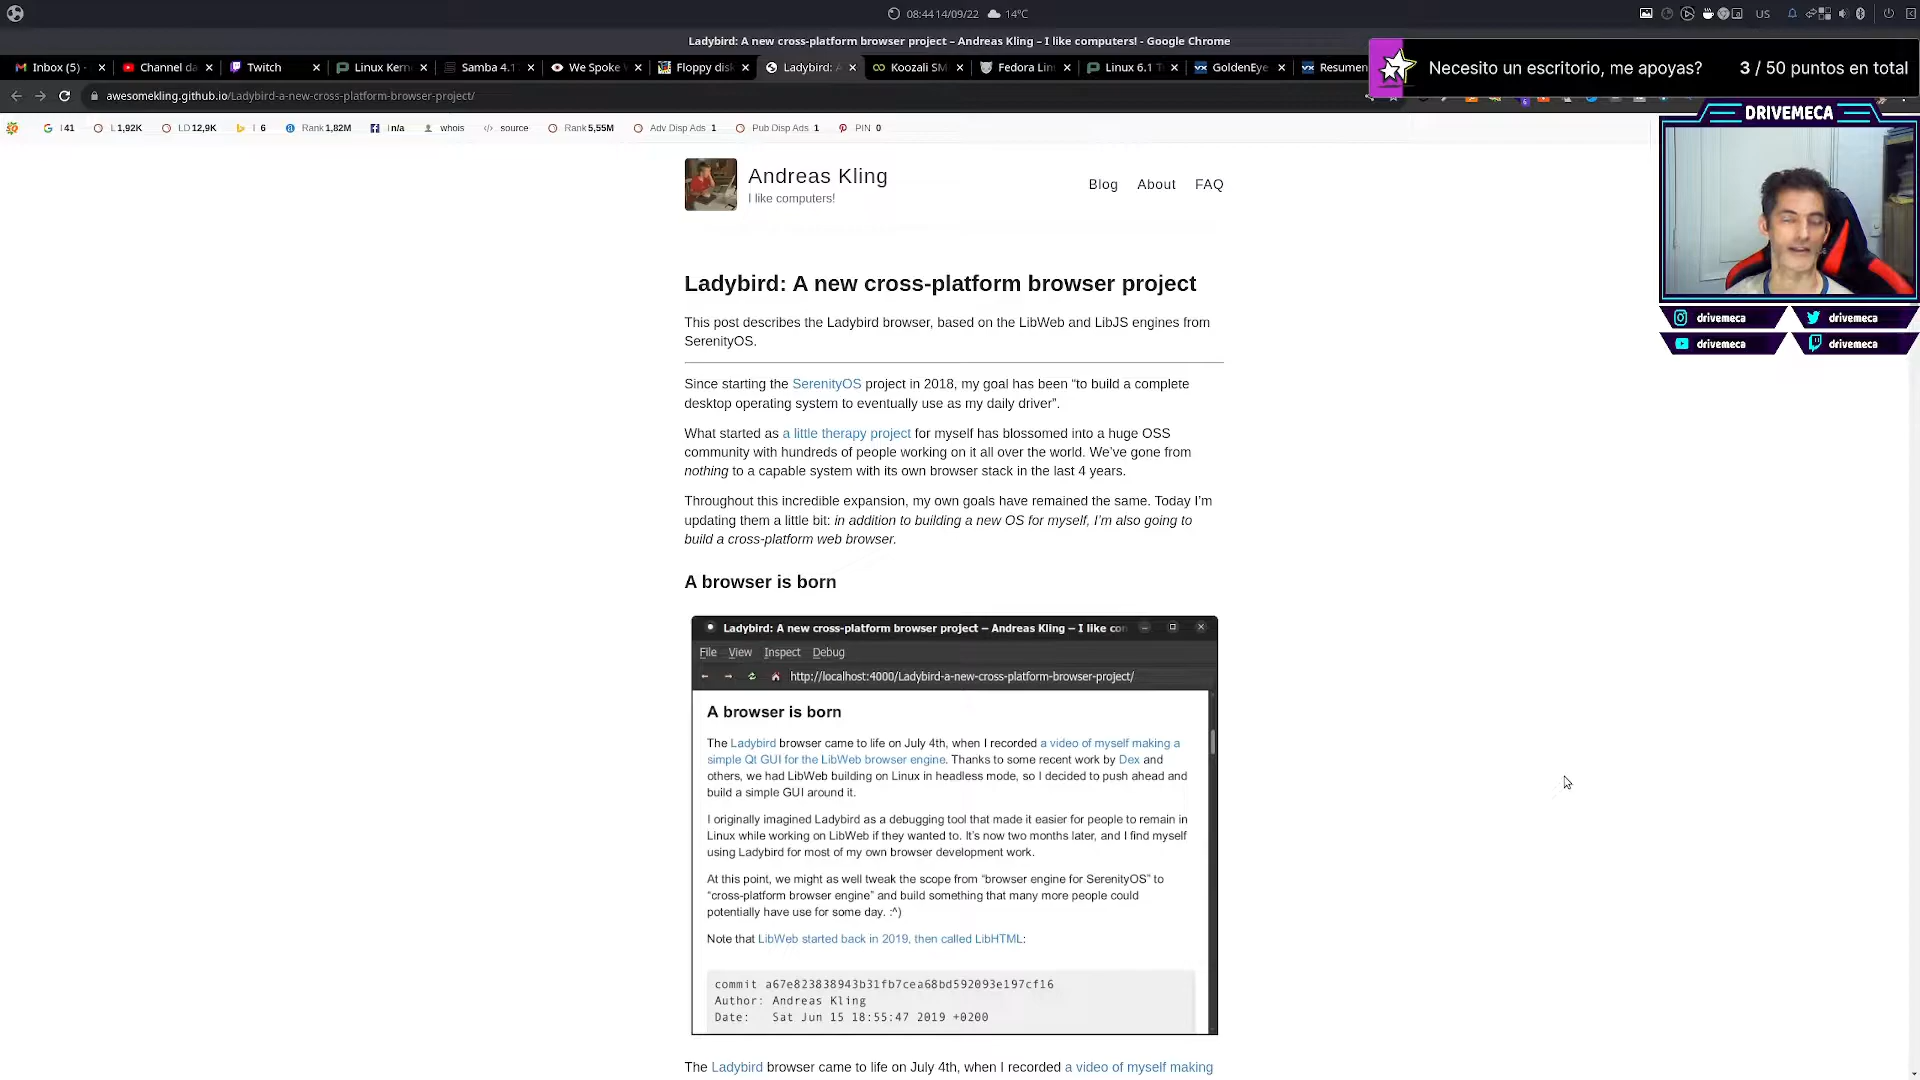 08:44 14/09/22 14°C
US
Ladybird: A new cross-platform browser project – Andreas Kling – I like computers! - Google Chrome
Inbox (5) -
Channel da
Twitch
Linux Kern
Samba 4.1
We Spoke
Floppy disk
Ladybird: A
Koozali SM
Fedora Lin
Linux 6.1
GoldenEye
Resumen
Necesito un escritorio, me apoyas? 3 / 50 puntos en total
awesomekling.github.io/Ladybird-a-new-cross-platform-browser-project/
I 41 L 1,92K LD 12,9K I 6 Rank 1,82M I n/a whois source Rank 5,55M Adv Disp Ads 1 Pub Disp Ads 1 PIN 0
DRIVEMECA
drivemeca drivemeca
drivemeca drivemeca
Andreas Kling
I like computers!
Blog About FAQ
Ladybird: A new cross-platform browser project
This post describes the Ladybird browser, based on the LibWeb and LibJS engines from
SerenityOS.
Since starting the SerenityOS project in 2018, my goal has been “to build a complete
desktop operating system to eventually use as my daily driver”.
What started as a little therapy project for myself has blossomed into a huge OSS
community with hundreds of people working on it all over the world. We’ve gone from
nothing to a capable system with its own browser stack in the last 4 years.
Throughout this incredible expansion, my own goals have remained the same. Today I’m
updating them a little bit: in addition to building a new OS for myself, I’m also going to
build a cross-platform web browser.
A browser is born
Ladybird: A new cross-platform browser project – Andreas Kling – I like con
File View Inspect Debug
http://localhost:4000/Ladybird-a-new-cross-platform-browser-project/
A browser is born
The Ladybird browser came to life on July 4th, when I recorded a video of myself making a
simple Qt GUI for the LibWeb browser engine. Thanks to some recent work by Dex and
others, we had LibWeb building on Linux in headless mode, so I decided to push ahead and
build a simple GUI around it.
I originally imagined Ladybird as a debugging tool that made it easier for people to remain in
Linux while working on LibWeb if they wanted to. It’s now two months later, and I find myself
using Ladybird for most of my own browser development work.
At this point, we might as well tweak the scope from “browser engine for SerenityOS” to
“cross-platform browser engine” and build something that many more people could
potentially have use for some day. :^)
Note that LibWeb started back in 2019, then called LibHTML:
commit a67e823838943b31fb7cea68bd592093e197cf16
Author: Andreas Kling
Date: Sat Jun 15 18:55:47 2019 +0200
The Ladybird browser came to life on July 4th, when I recorded a video of myself making